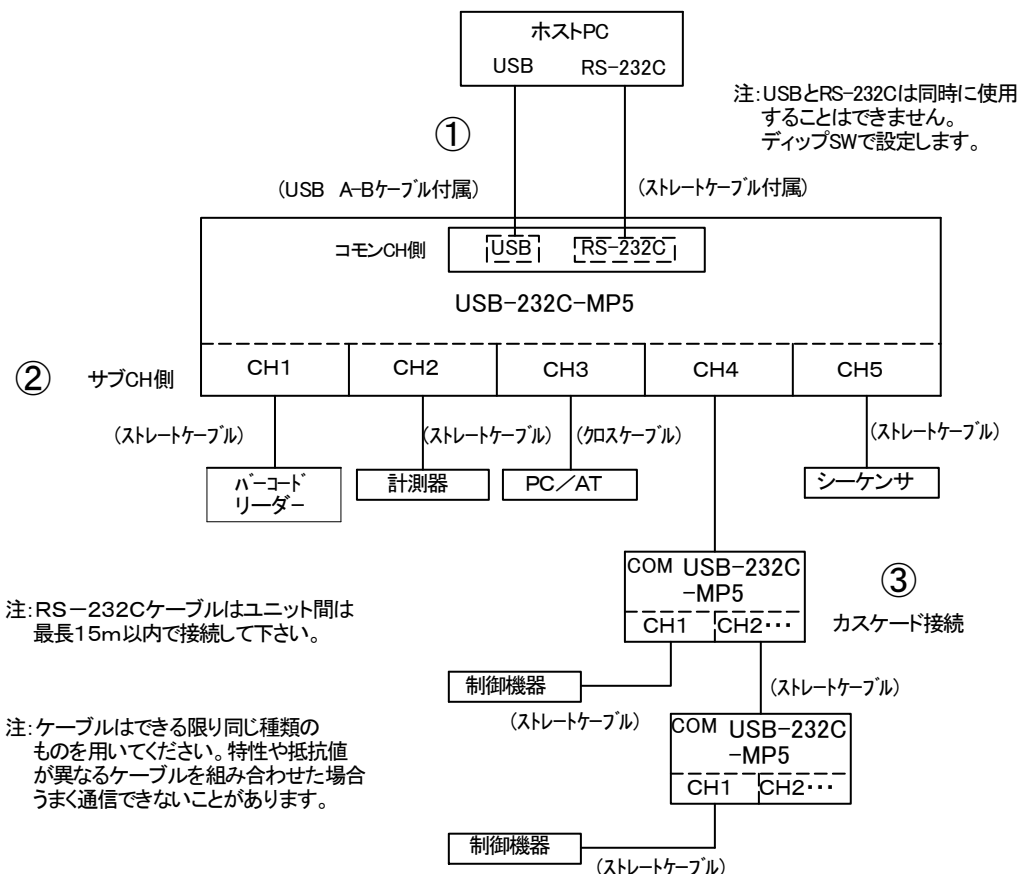 ホストPC
USB RS-232C
注:USBとRS-232Cは同時に使用
することはできません。
ディップSWで設定します。
①
(USB A-Bケーブル付属)
(ストレートケーブル付属)
コモンCH側
USB
RS-232C
USB-232C-MP5
②
サブCH側
CH1
CH2
CH3
CH4
CH5
(ストレートケーブル)
(ストレートケーブル)
(クロスケーブル)
(ストレートケーブル)
バーコード
リーダー
計測器
PC/AT
シーケンサ
COM USB-232C
-MP5
CH1
CH2・・・
③
カスケード接続
注:RS-232Cケーブルはユニット間は
最長15m以内で接続して下さい。
制御機器
(ストレートケーブル)
(ストレートケーブル)
注:ケーブルはできる限り同じ種類の
ものを用いてください。特性や抵抗値
が異なるケーブルを組み合わせた場合
うまく通信できないことがあります。
COM USB-232C
-MP5
CH1
CH2・・・
制御機器
(ストレートケーブル)